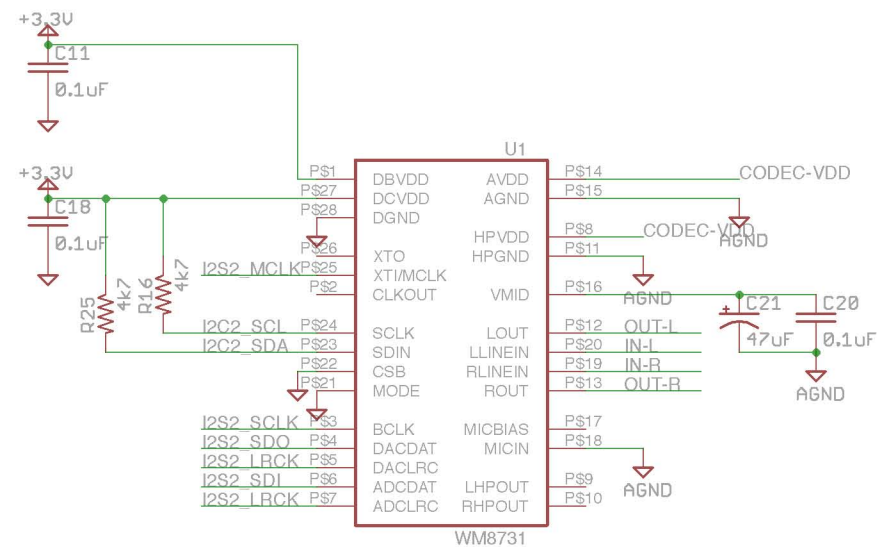 +3.3V
C11
0.1uF
U1
P$1 DBVDD AVDD P$14 CODEC-VDD
+3.3V
P$27 DCVDD AGND P$15
C18
P$28 DGND
0.1uF
HPVDD P$8 CODEC-VDD
AGND
P$26 XTO HPGND P$11
I2S2_MCLK P$25 XTI/MCLK
4k7
4k7
R25
R16
P$2 CLKOUT VMID P$16
AGND
C21
C20
I2C2_SCL P$24 SCLK LOUT P$12 OUT-L
47uF
0.1uF
I2C2_SDA P$23 SDIN LLINEIN P$20 IN-L
P$22 CSB RLINEIN P$19 IN-R
P$21 MODE ROUT P$13 OUT-R
AGND
I2S2_SCLK P$3 BCLK MICBIAS P$17
I2S2_SDO P$4 DACDAT MICIN P$18
I2S2_LRCK P$5 DACLRC
I2S2_SDI P$6 ADCDAT LHPOUT P$9
AGND
I2S2_LRCK P$7 ADCLRC RHPOUT P$10
WM8731